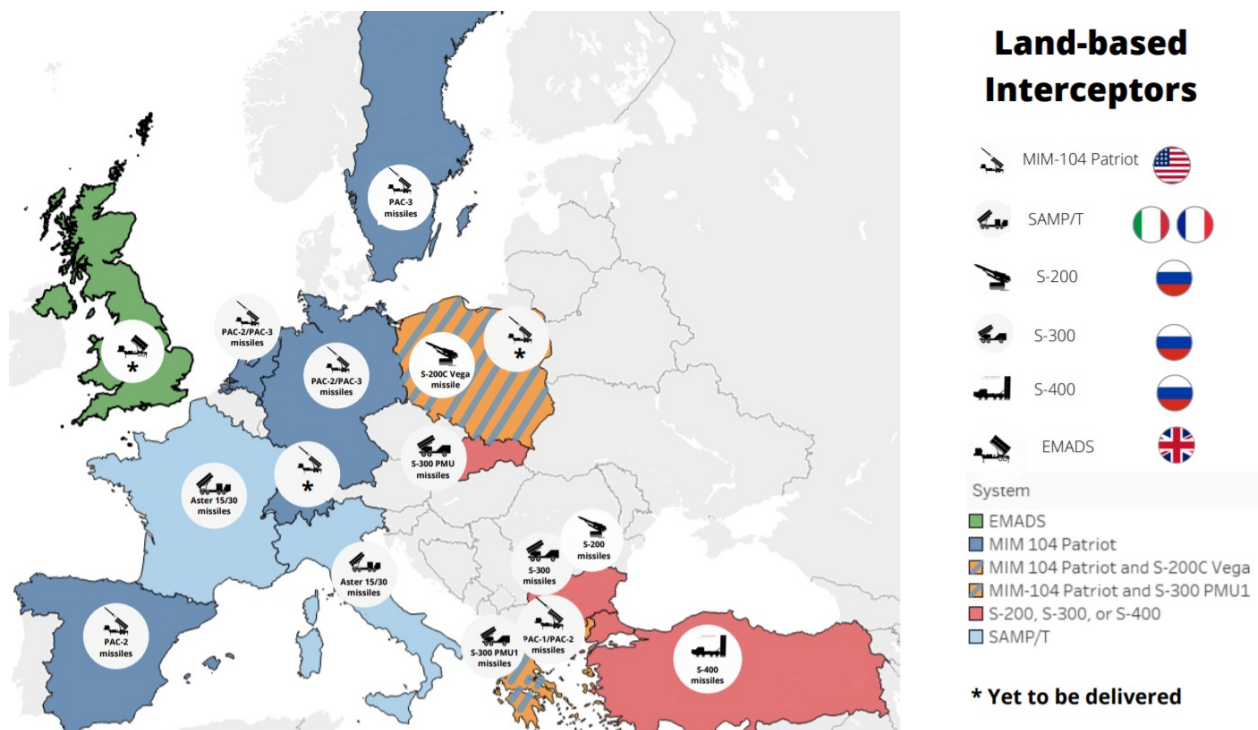 Land-based
Interceptors
MIM-104 Patriot
SAMP/T
S-200
S-300
S-400
EMADS
System
EMADS
MIM 104 Patriot
MIM 104 Patriot and S-200C Vega
MIM-104 Patriot and S-300 PMU1
S-200, S-300, or S-400
SAMP/T
* Yet to be delivered
PAC-3
missiles
PAC-2/PAC-3
missiles
*
*
S-200C Vega
missile
PAC-2/PAC-3
missiles
S-300 PMU
missiles
*
Aster 15/30
missiles
S-200
missiles
S-300
missiles
Aster 15/30
missiles
PAC-2
missiles
PAC-1/PAC-2
missiles
S-300 PMU1
missiles
S-400
missiles